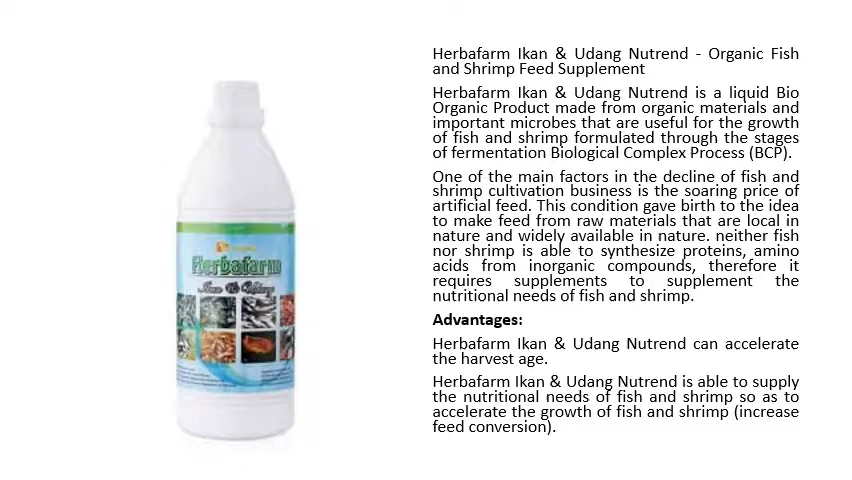 Herbafarm
Ikan & Udang
Herbafarm Ikan & Udang Nutrend - Organic Fish
and Shrimp Feed Supplement
Herbafarm Ikan & Udang Nutrend is a liquid Bio
Organic Product made from organic materials and
important microbes that are useful for the growth
of fish and shrimp formulated through the stages
of fermentation Biological Complex Process (BCP).
One of the main factors in the decline of fish and
shrimp cultivation business is the soaring price of
artificial feed. This condition gave birth to the idea
to make feed from raw materials that are local in
nature and widely available in nature. neither fish
nor shrimp is able to synthesize proteins, amino
acids from inorganic compounds, therefore it
requires supplements to supplement the
nutritional needs of fish and shrimp.
Advantages:
Herbafarm Ikan & Udang Nutrend can accelerate
the harvest age.
Herbafarm Ikan & Udang Nutrend is able to supply
the nutritional needs of fish and shrimp so as to
accelerate the growth of fish and shrimp (increase
feed conversion).